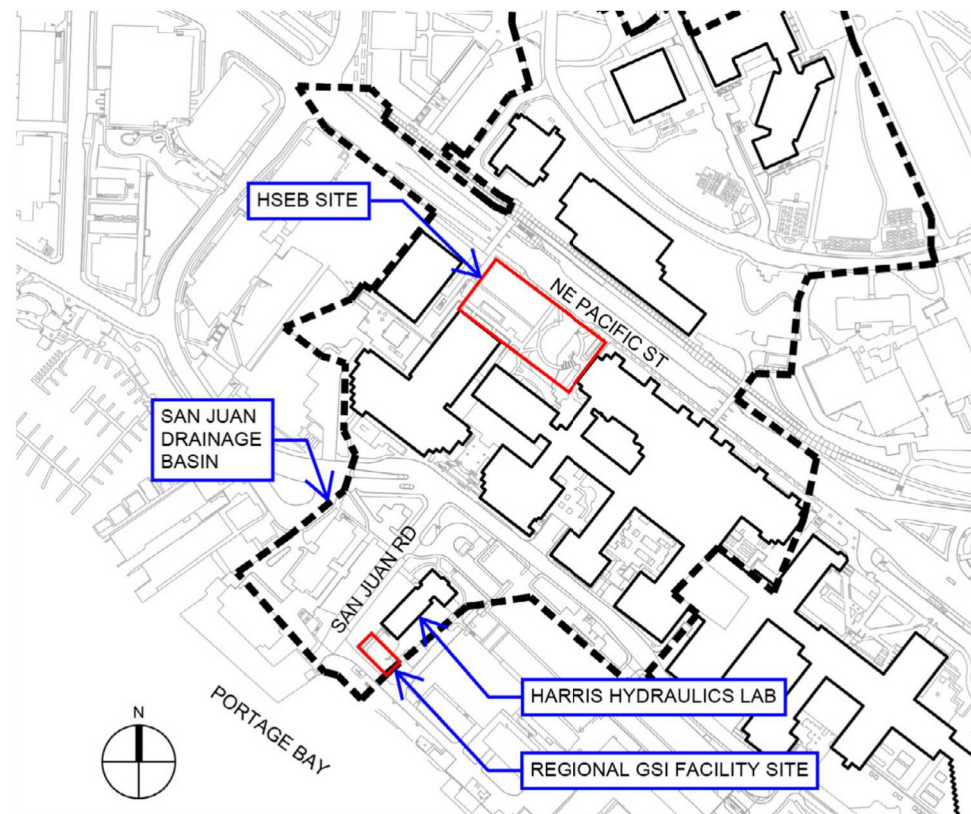 HSEB SITE
NE PACIFIC ST
SAN JUAN
DRAINAGE
BASIN
SAN JUAN RD
HARRIS HYDRAULICS LAB
PORTAGE BAY
N
REGIONAL GSI FACILITY SITE